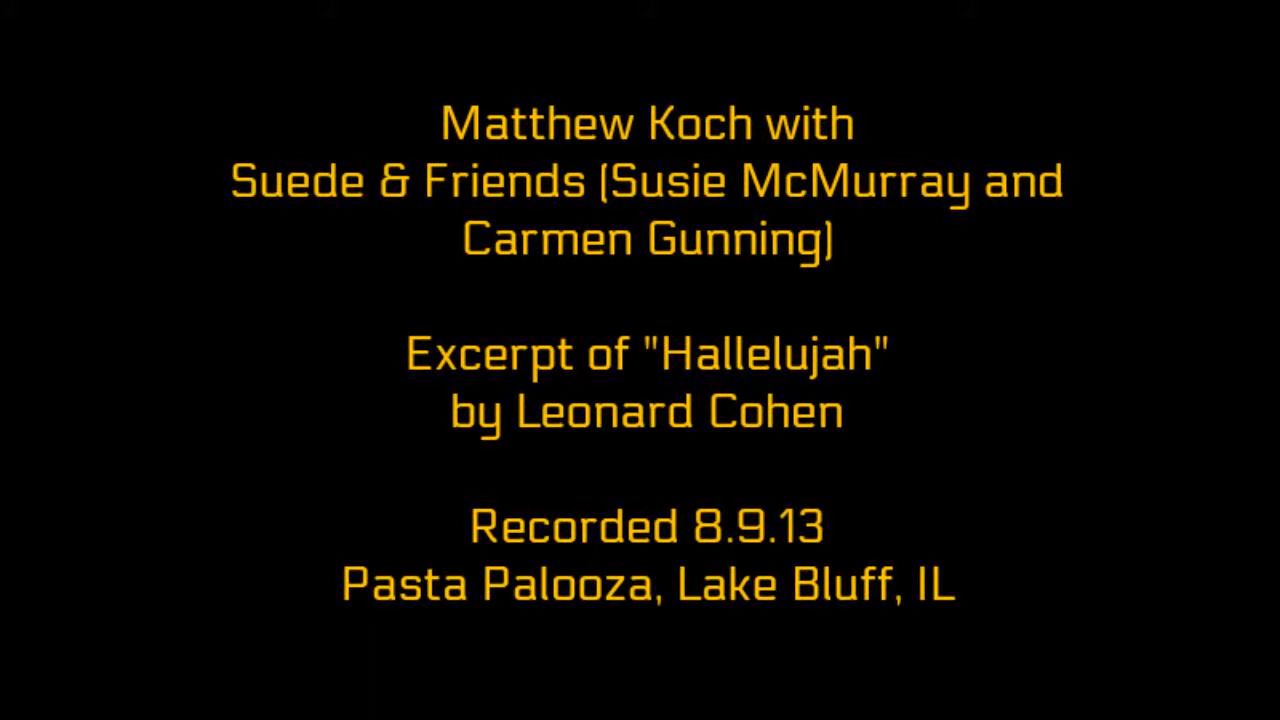 Matthew Koch with
Suede & Friends (Susie McMurray and
Carmen Gunning)
Excerpt of "Hallelujah"
by Leonard Cohen
Recorded 8.9.13
Pasta Palooza, Lake Bluff, IL